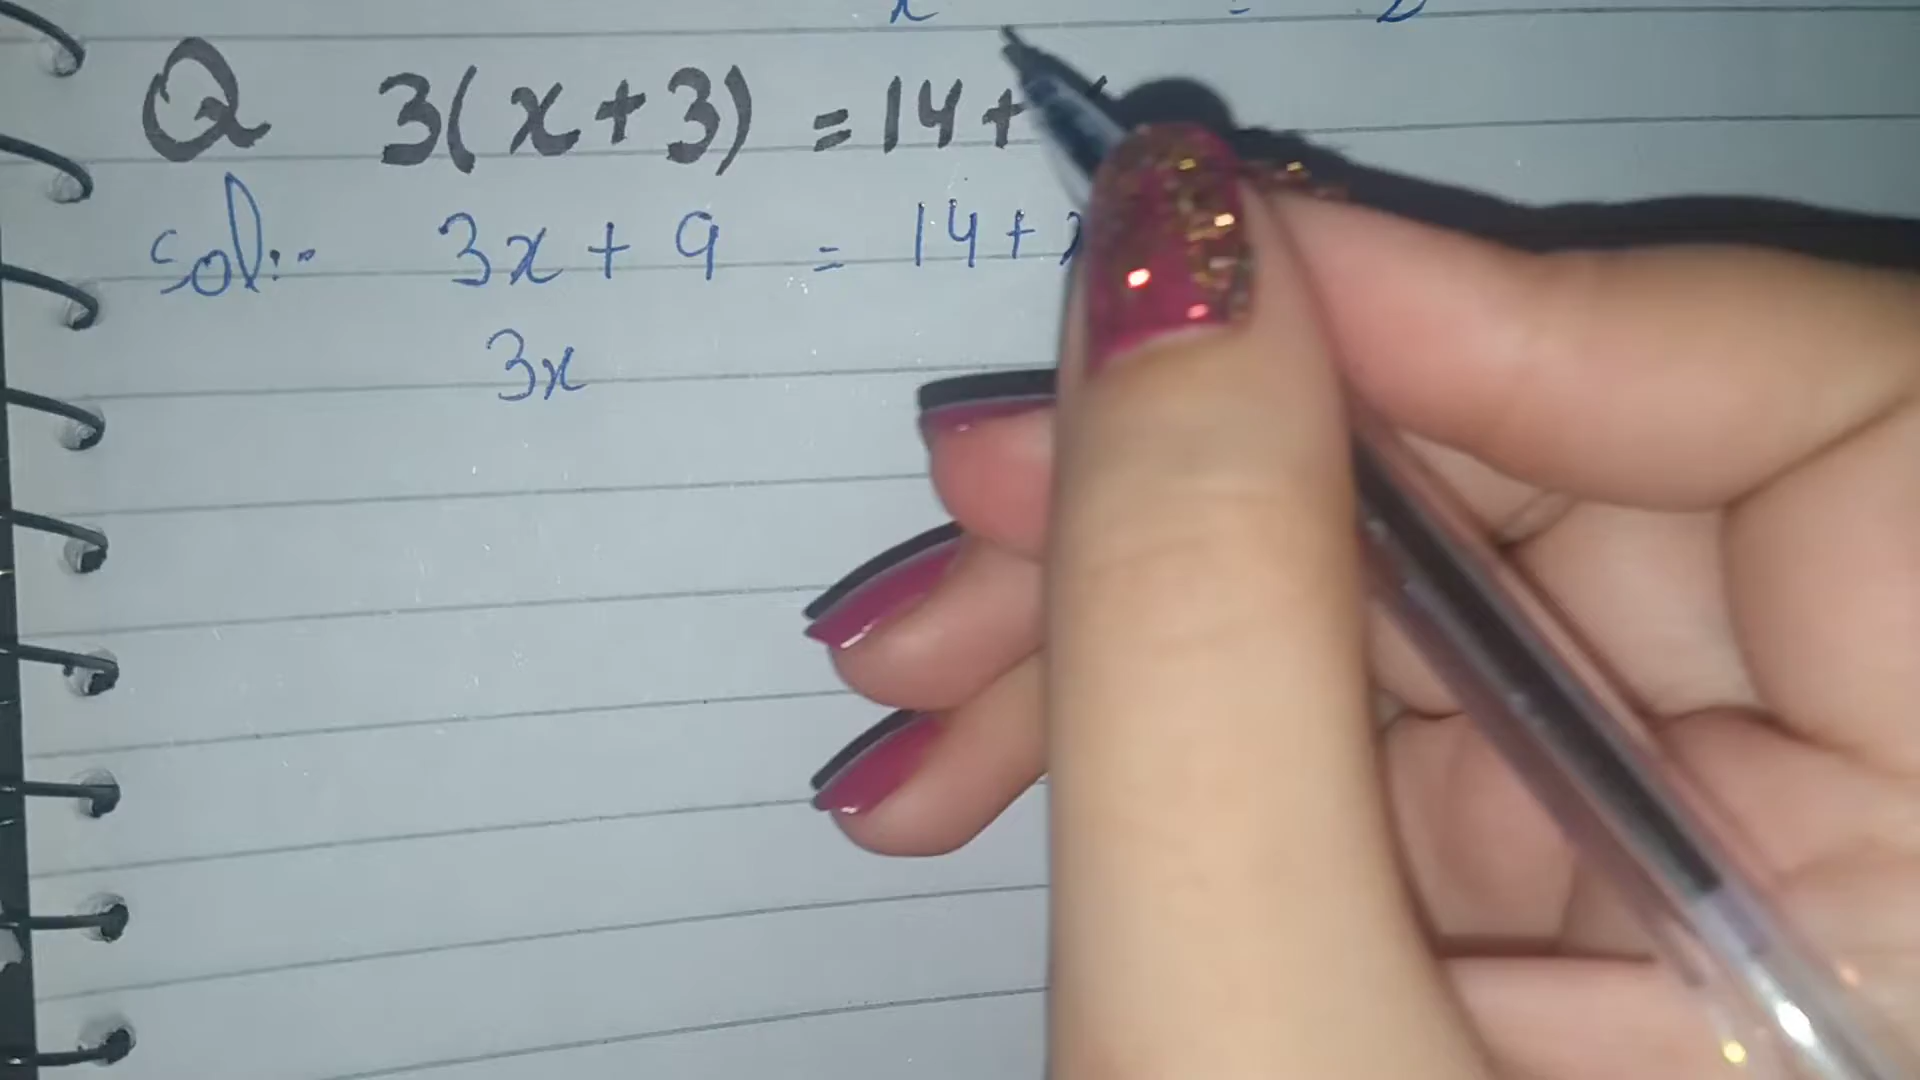 Q 3(x+3) = 14+
Sol:- 3x + 9 = 14 + x
3x